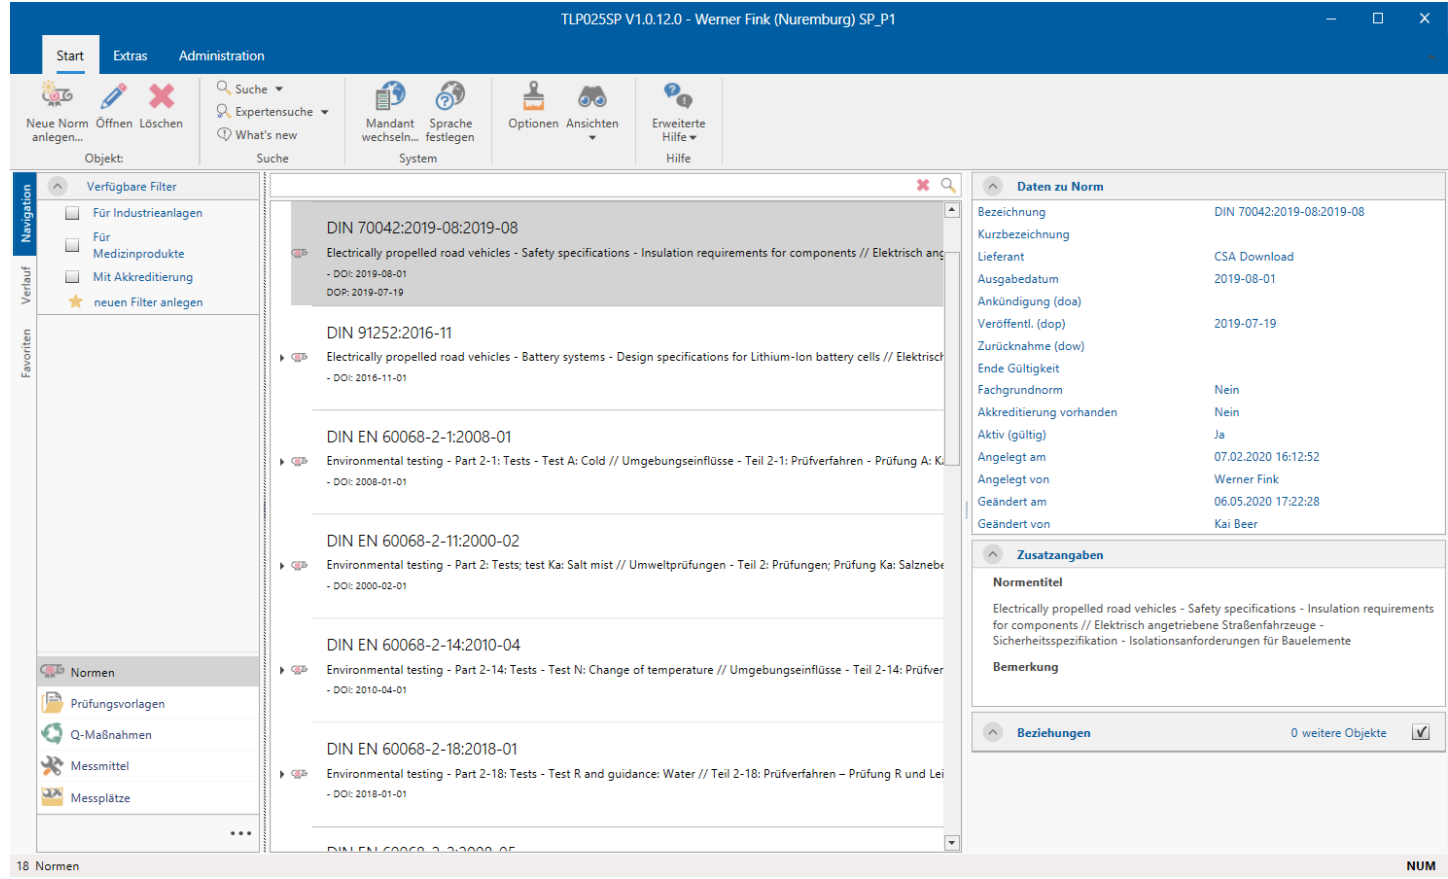 TLP025SP V1.0.12.0 - Werner Fink (Nuremburg) SP_P1
Start Extras Administration
Neue Norm anlegen...
Öffnen
Löschen
Objekt:
Suche
Expertensuche
What's new
Suche
Mandant wechseln...
Sprache festlegen
System
Optionen
Ansichten
Erweiterte Hilfe
Hilfe
Navigation
Verlauf
Favoriten
Verfügbare Filter
Für Industrieanlagen
Für
Medizinprodukte
Mit Akkreditierung
neuen Filter anlegen
Normen
Prüfungsvorlagen
Q-Maßnahmen
Messmittel
Messplätze
DIN 70042:2019-08:2019-08
Electrically propelled road vehicles - Safety specifications - Insulation requirements for components // Elektrisch ang
- DOI: 2019-08-01
DOP: 2019-07-19
DIN 91252:2016-11
Electrically propelled road vehicles - Battery systems - Design specifications for Lithium-Ion battery cells // Elektrisch
- DOI: 2016-11-01
DIN EN 60068-2-1:2008-01
Environmental testing - Part 2-1: Tests - Test A: Cold // Umgebungseinflüsse - Teil 2-1: Prüfverfahren - Prüfung A: Kä
- DOI: 2008-01-01
DIN EN 60068-2-11:2000-02
Environmental testing - Part 2: Tests; test Ka: Salt mist // Umweltprüfungen - Teil 2: Prüfungen; Prüfung Ka: Salznebe
- DOI: 2000-02-01
DIN EN 60068-2-14:2010-04
Environmental testing - Part 2-14: Tests - Test N: Change of temperature // Umgebungseinflüsse - Teil 2-14: Prüfver
- DOI: 2010-04-01
DIN EN 60068-2-18:2018-01
Environmental testing - Part 2-18: Tests - Test R and guidance: Water // Teil 2-18: Prüfverfahren – Prüfung R und Lei
- DOI: 2018-01-01
Daten zu Norm
Bezeichnung DIN 70042:2019-08:2019-08
Kurzbezeichnung
Lieferant CSA Download
Ausgabedatum 2019-08-01
Ankündigung (doa)
Veröffentl. (dop) 2019-07-19
Zurücknahme (dow)
Ende Gültigkeit
Fachgrundnorm Nein
Akkreditierung vorhanden Nein
Aktiv (gültig) Ja
Angelegt am 07.02.2020 16:12:52
Angelegt von Werner Fink
Geändert am 06.05.2020 17:22:28
Geändert von Kai Beer
Zusatzangaben
Normentitel
Electrically propelled road vehicles - Safety specifications - Insulation requirements
for components // Elektrisch angetriebene Straßenfahrzeuge -
Sicherheitsspezifikation - Isolationsanforderungen für Bauelemente
Bemerkung
Beziehungen 0 weitere Objekte
18 Normen
NUM